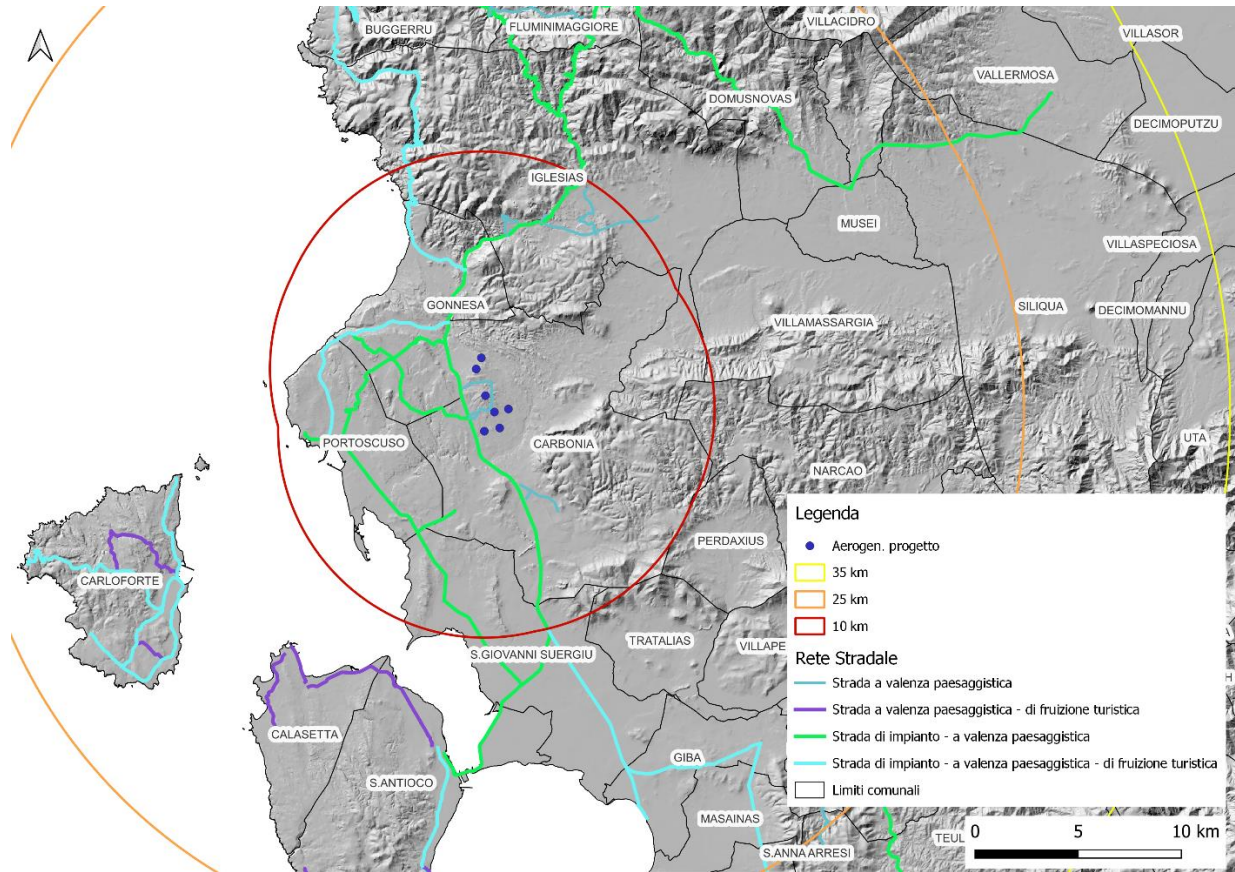 BUGGERRU
FLUMINIMAGGIORE
VILLACIDRO
VILLASOR
VALLERMOSA
DOMUSNOVAS
DECIMOPUTZU
IGLESIAS
MUSEI
VILLASPECIOSA
GONNESA
SILIQUA
DECIMOMANNU
VILLAMASSARGIA
PORTOSCUSO
CARBONIA
UTA
NARCAO
PERDAXIUS
CARLOFORTE
TRATALIAS
VILLAPE
S.GIOVANNI SUERGIU
CALASETTA
GIBA
S.ANTIOCO
MASAINAS
S.ANNA ARRESI
TEUL
Legenda
Aerogen. progetto
35 km
25 km
10 km
Rete Stradale
Strada a valenza paesaggistica
Strada a valenza paesaggistica - di fruizione turistica
Strada di impianto - a valenza paesaggistica
Strada di impianto - a valenza paesaggistica - di fruizione turistica
Limiti comunali
0 5 10 km